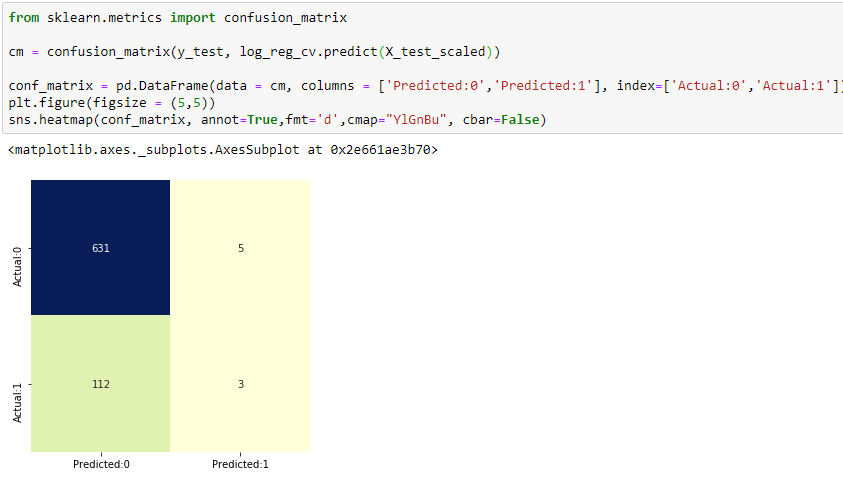 from sklearn.metrics import confusion_matrix
cm = confusion_matrix(y_test, log_reg_cv.predict(X_test_scaled))
conf_matrix = pd.DataFrame(data = cm, columns = ['Predicted:0','Predicted:1'], index=['Actual:0','Actual:1'])
plt.figure(figsize = (5,5))
sns.heatmap(conf_matrix, annot=True,fmt='d',cmap="YlGnBu", cbar=False)
<matplotlib.axes._subplots.AxesSubplot at 0x2e661ae3b70>
Actual:0
631 5
Actual:1
112 3
Predicted:0 Predicted:1